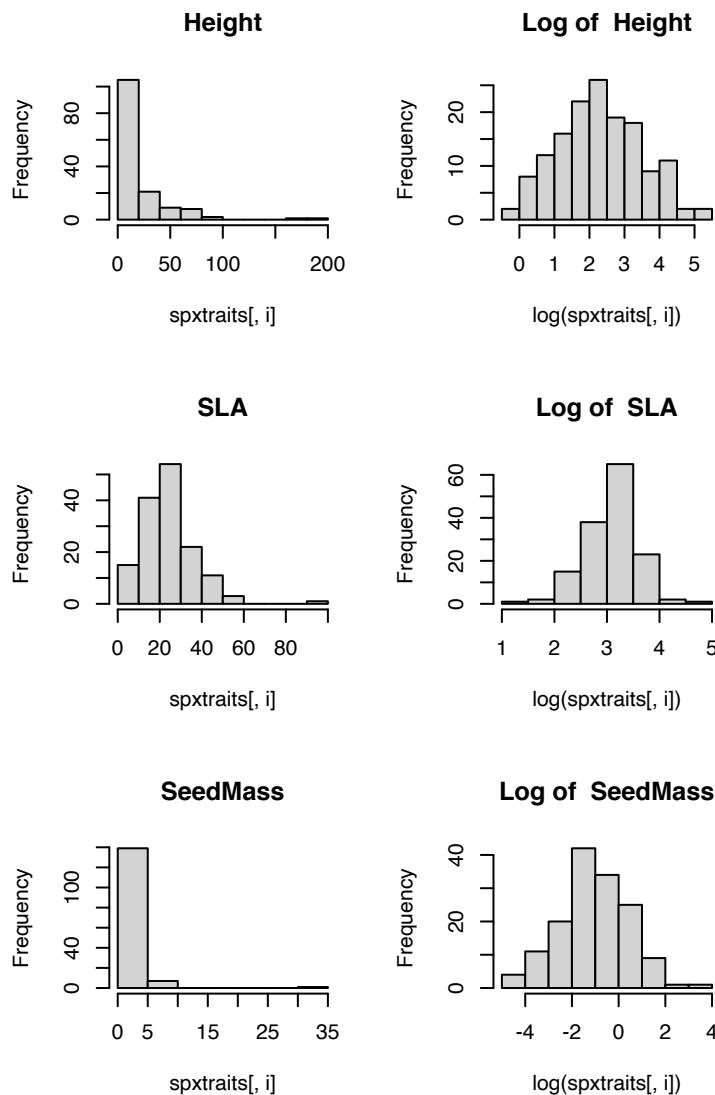 Height
Frequency
0 40 80
0 50 100 200
spxtraits[, i]
Log of  Height
Frequency
0 10 20
0 1 2 3 4 5
log(spxtraits[, i])
SLA
Frequency
0 20 40
0 20 40 60 80
spxtraits[, i]
Log of  SLA
Frequency
0 20 40 60
1 2 3 4 5
log(spxtraits[, i])
SeedMass
Frequency
0 40 100
0 5 15 25 35
spxtraits[, i]
Log of  SeedMass
Frequency
0 20 40
-4 -2 0 2 4
log(spxtraits[, i])